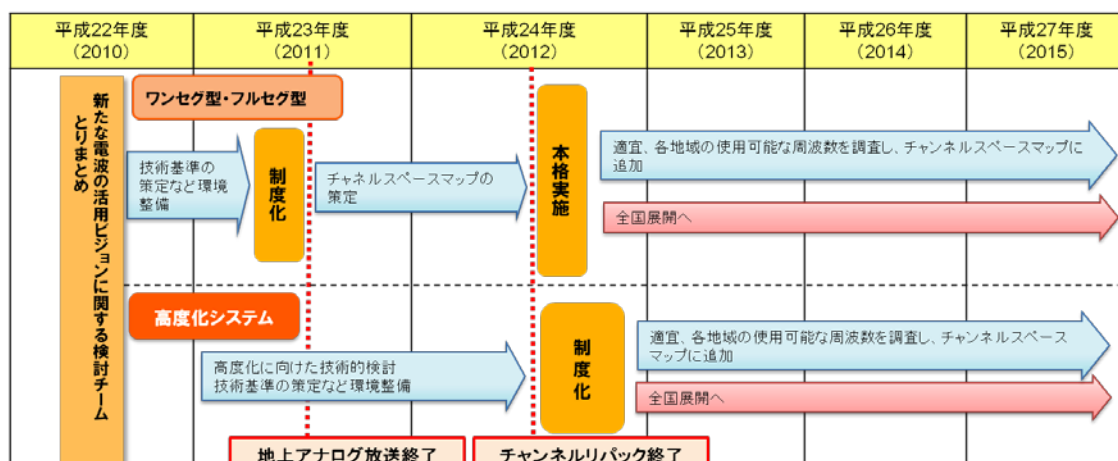 平成22年度
(2010)
平成23年度
(2011)
平成24年度
(2012)
平成25年度
(2013)
平成26年度
(2014)
平成27年度
(2015)
新たな電波の活用ビジョンに関する検討チーム
とりまとめ
ワンセグ型・フルセグ型
技術基準の
策定など環境
整備
制度化
チャネルスペースマップの
策定
本格実施
適宜、各地域の使用可能な周波数を調査し、チャンネルスペースマップに
追加
全国展開へ
高度化システム
高度化に向けた技術的検討
技術基準の策定など環境整備
制度化
適宜、各地域の使用可能な周波数を調査し、チャンネルスペース
マップに追加
全国展開へ
地上アナログ放送終了
チャンネルリパック終了